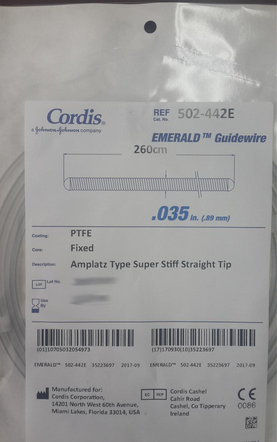 Cordis®
a Johnson & Johnson company
REF 502-442E
Cat. No.
EMERALD™ Guidewire
260cm
.035 in. (.89 mm)
Coating: PTFE
Core: Fixed
Amplatz Type Super Stiff Straight Tip
LOT Lot No.
Use By
(01)10705032054973
(17)170930(10)35223697
EMERALD™ 502-442E 35223697 2017-09
EMERALD™ 502-442E 35223697 2017-09
Manufactured for:
Cordis Corporation,
14201 North West 60th Avenue,
Miami Lakes, Florida 33014, USA
EC REP
Cordis Cashel
Cahir Road
Cashel, Co Tipperary
Ireland
CE
0086